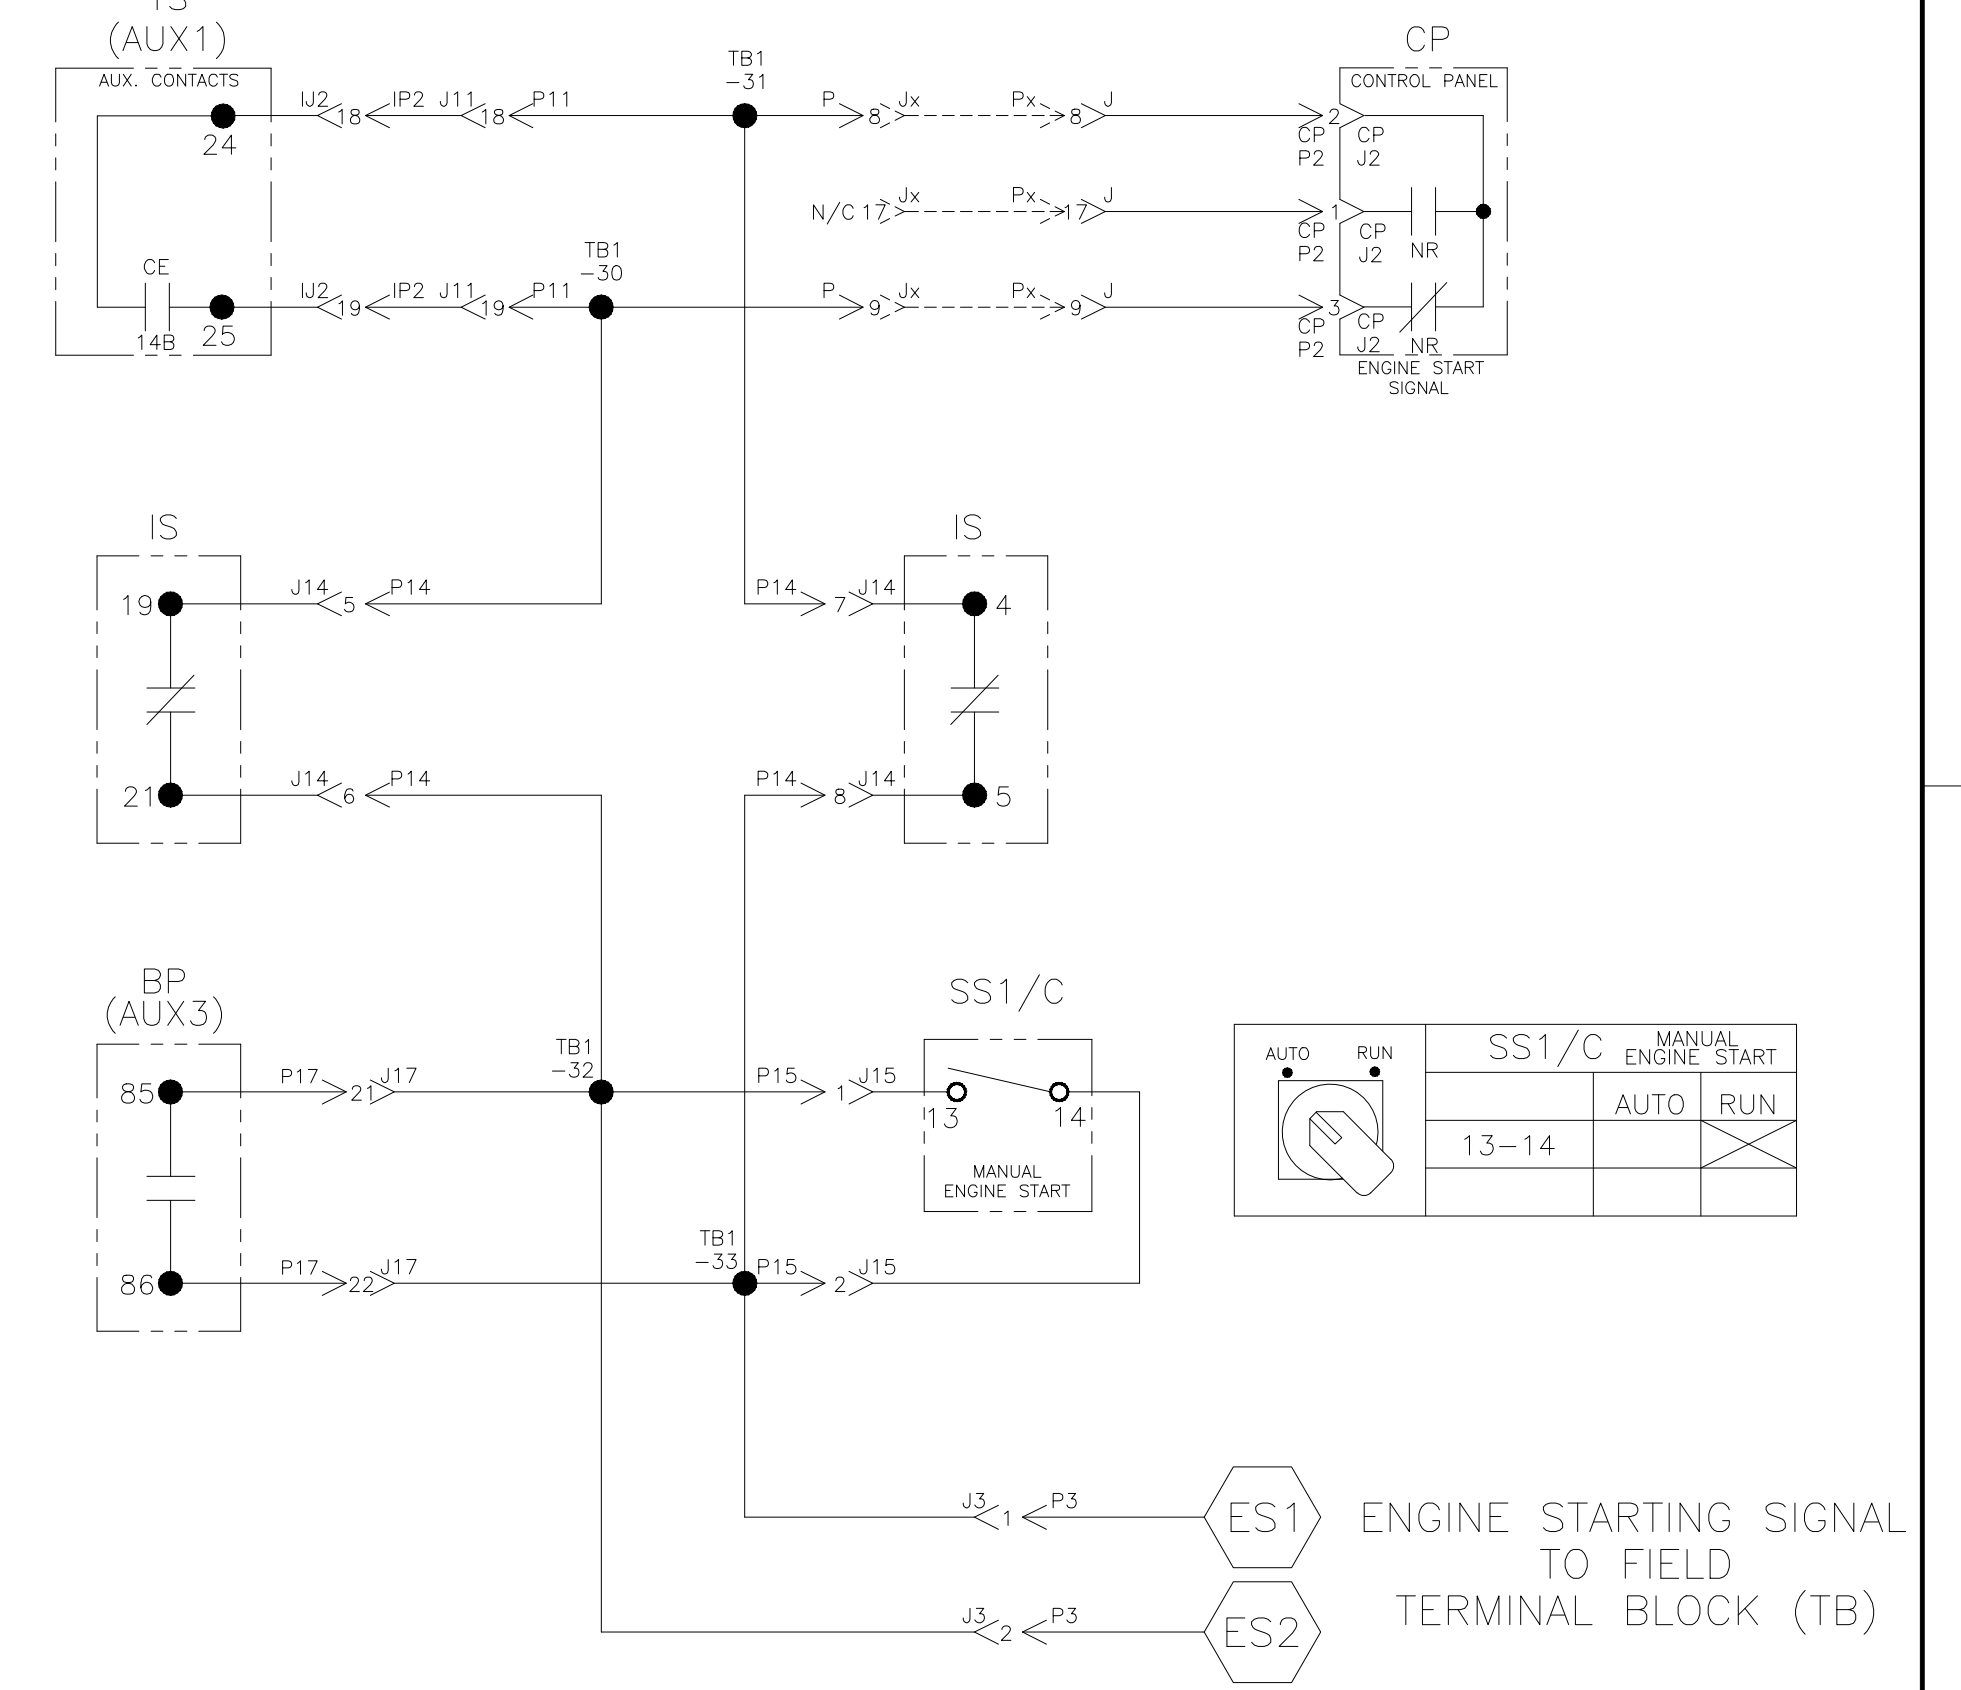 (AUX1)
AUX. CONTACTS
24
CE
14B
25
IJ2
18
IP2
J11
18
P11
TB1
-31
P
8
Jx
Px
8
J
2
CP
P2
CP
J2
CP
CONTROL PANEL
N/C 17
Jx
Px
17
J
1
CP
P2
CP
J2
NR
IJ2
19
IP2
J11
19
P11
TB1
-30
P
9
Jx
Px
9
J
3
CP
P2
CP
J2
NR
ENGINE START
SIGNAL
IS
19
J14
5
P14
21
J14
6
P14
IS
P14
7
J14
4
P14
8
J14
5
BP
(AUX3)
85
P17
21
J17
TB1
-32
P15
1
J15
86
P17
22
J17
TB1
-33
P15
2
J15
SS1/C
13
14
MANUAL
ENGINE START
AUTO
RUN
SS1/C
MANUAL
ENGINE START
AUTO
RUN
13-14
J3
1
P3
ES1
J3
2
P3
ES2
ENGINE STARTING SIGNAL
TO FIELD
TERMINAL BLOCK (TB)